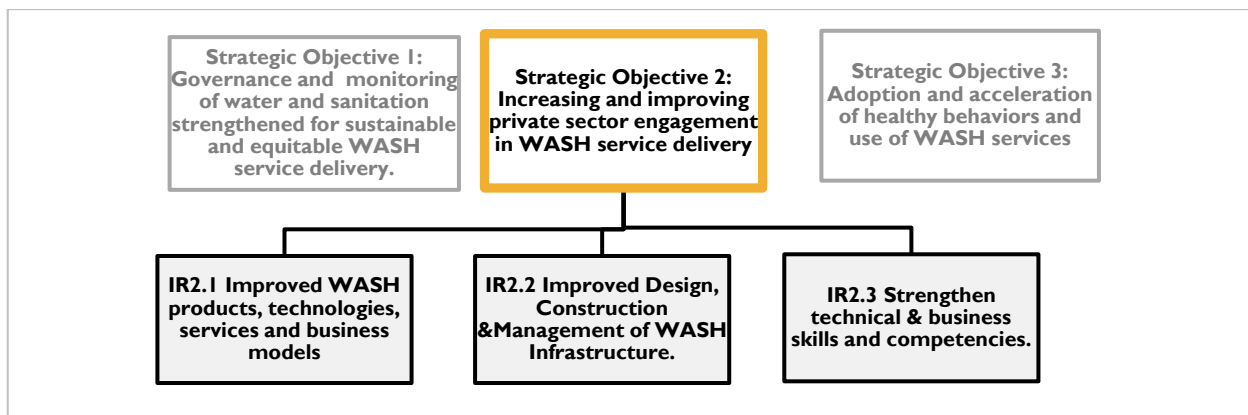 Strategic Objective 1:
Governance and monitoring
of water and sanitation
strengthened for sustainable
and equitable WASH
service delivery.
Strategic Objective 2:
Increasing and improving
private sector engagement
in WASH service delivery
Strategic Objective 3:
Adoption and acceleration
of healthy behaviors and
use of WASH services
IR2.1 Improved WASH
products, technologies,
services and business
models
IR2.2 Improved Design,
Construction
&Management of WASH
Infrastructure.
IR2.3 Strengthen
technical & business
skills and competencies.